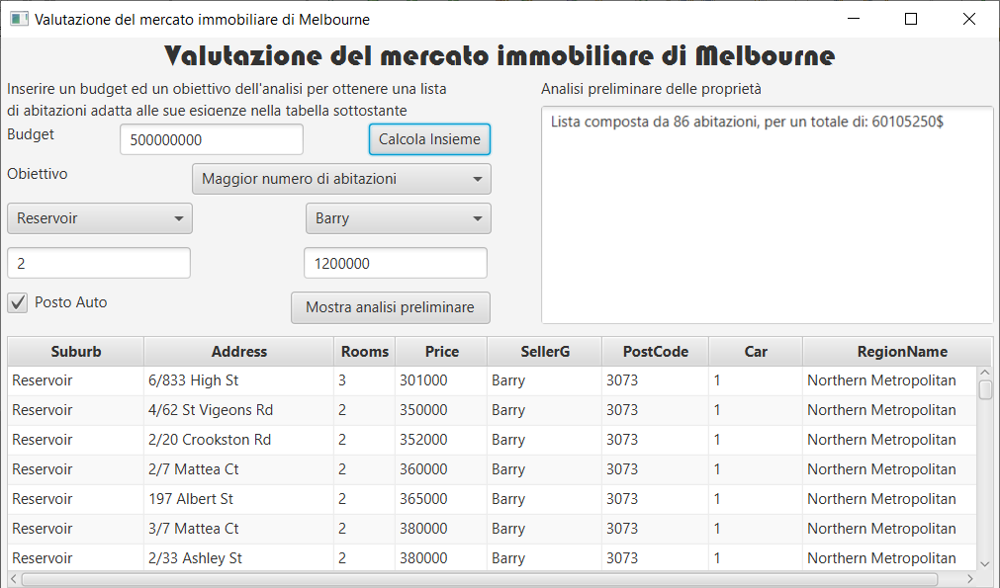 Valutazione del mercato immobiliare di Melbourne
Valutazione del mercato immobiliare di Melbourne
Inserire un budget ed un obiettivo dell'analisi per ottenere una lista
di abitazioni adatta alle sue esigenze nella tabella sottostante
Budget
500000000
Calcola Insieme
Obiettivo
Maggior numero di abitazioni
Reservoir
Barry
2
1200000
Posto Auto
Mostra analisi preliminare
Analisi preliminare delle proprietà
Lista composta da 86 abitazioni, per un totale di: 60105250$
Suburb Address Rooms Price SellerG PostCode Car RegionName
Reservoir 6/833 High St 3 301000 Barry 3073 1 Northern Metropolitan
Reservoir 4/62 St Vigeons Rd 2 350000 Barry 3073 1 Northern Metropolitan
Reservoir 2/20 Crookston Rd 2 352000 Barry 3073 1 Northern Metropolitan
Reservoir 2/7 Mattea Ct 2 360000 Barry 3073 1 Northern Metropolitan
Reservoir 197 Albert St 2 365000 Barry 3073 1 Northern Metropolitan
Reservoir 3/7 Mattea Ct 2 380000 Barry 3073 1 Northern Metropolitan
Reservoir 2/33 Ashley St 2 380000 Barry 3073 1 Northern Metropolitan